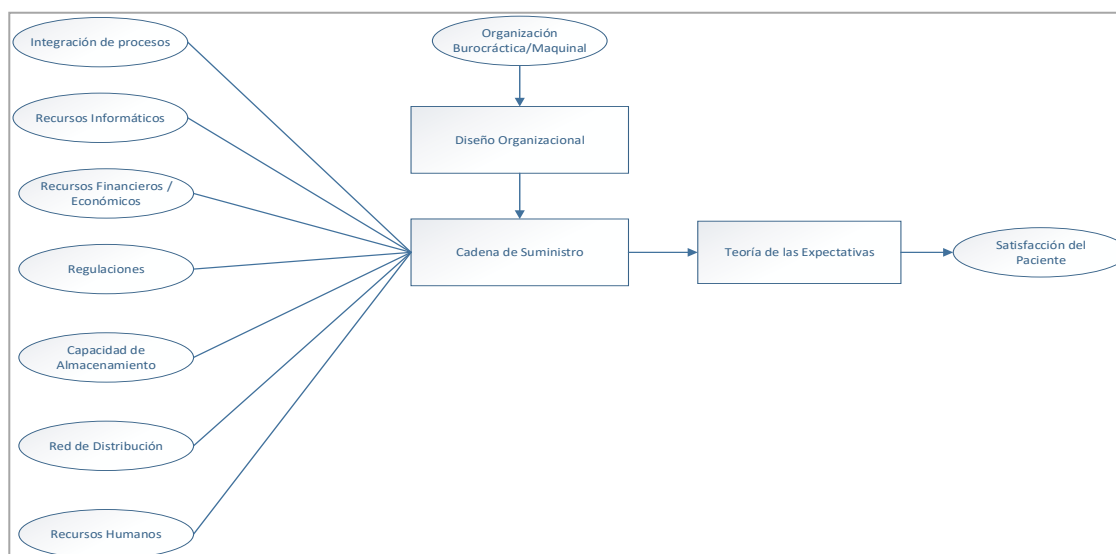 Integración de procesos
Organización
Burocráctica/Maquinal
Recursos Informáticos
Diseño Organizacional
Recursos Financieros /
Económicos
Regulaciones
Cadena de Suministro
Teoría de las Expectativas
Satisfacción del
Paciente
Capacidad de
Almacenamiento
Red de Distribución
Recursos Humanos